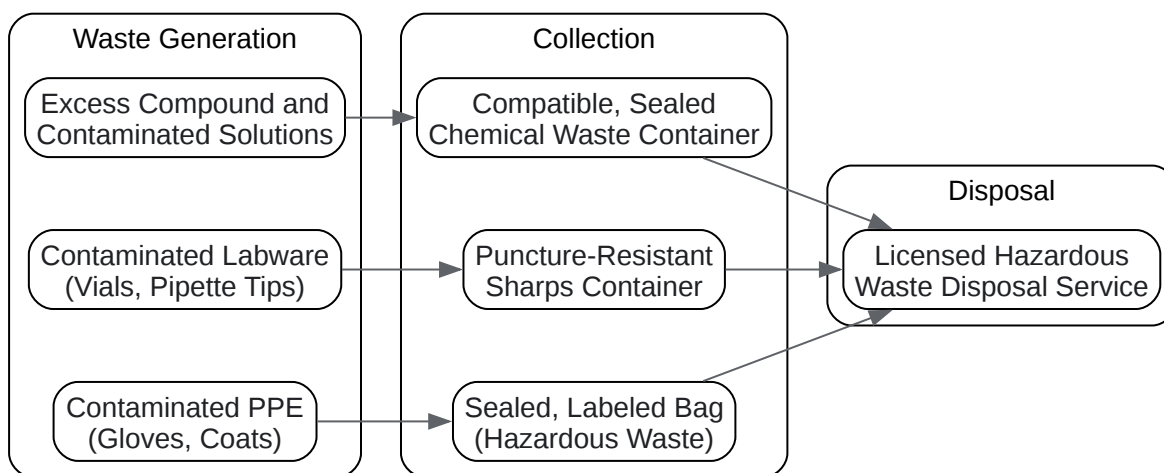 Waste Generation
Excess Compound and
Contaminated Solutions
Contaminated Labware
(Vials, Pipette Tips)
Contaminated PPE
(Gloves, Coats)
Collection
Compatible, Sealed
Chemical Waste Container
Puncture-Resistant
Sharps Container
Sealed, Labeled Bag
(Hazardous Waste)
Disposal
Licensed Hazardous
Waste Disposal Service